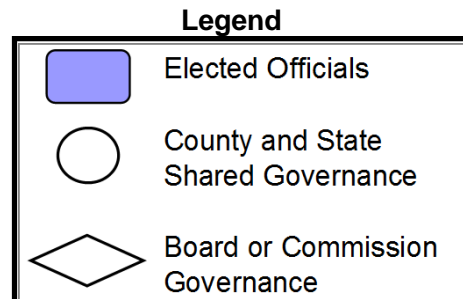 Legend
Elected Officials
County and State
Shared Governance
Board or Commission
Governance